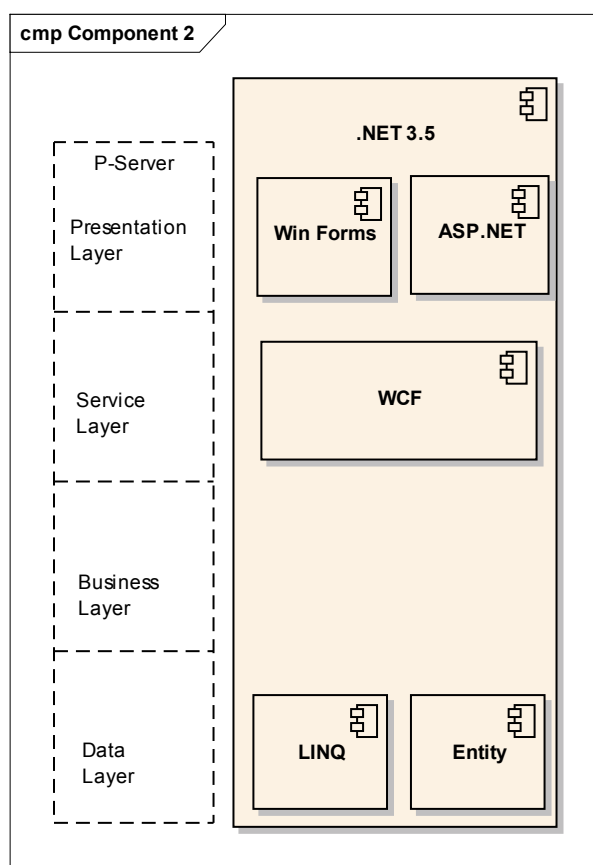 cmp Component 2
.NET 3.5
P-Server
Presentation
Layer
Win Forms
ASP.NET
Service
Layer
WCF
Business
Layer
Data
Layer
LINQ
Entity